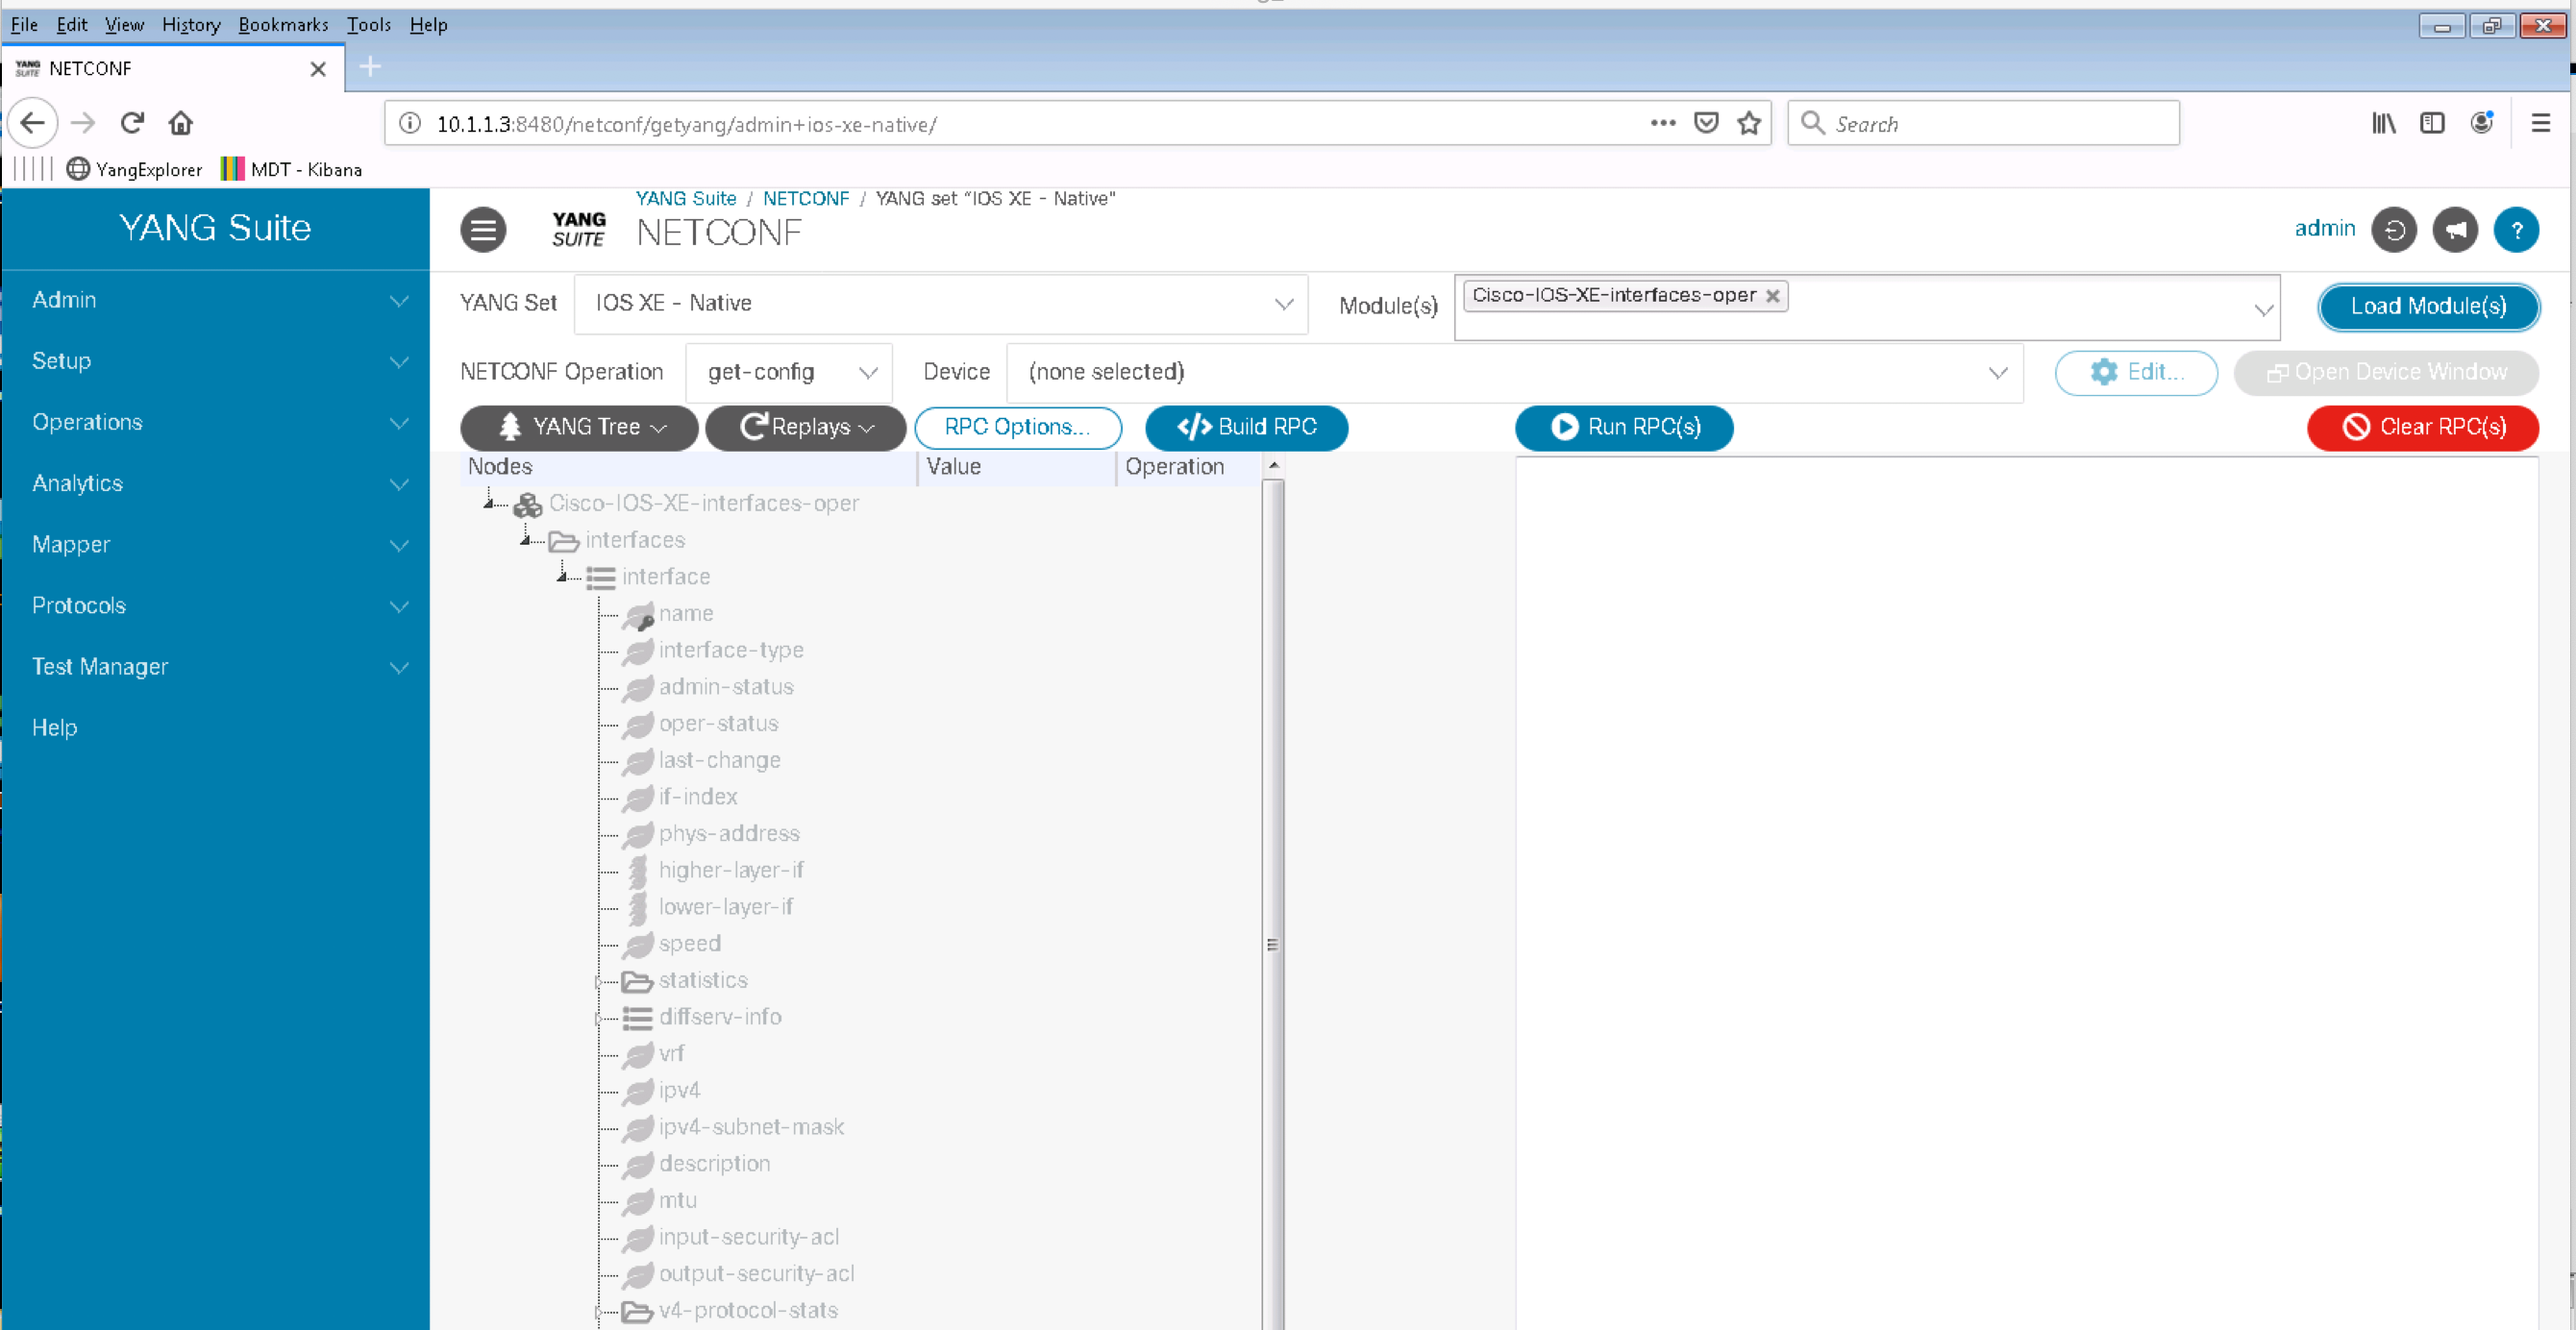 File Edit View History Bookmarks Tools Help
YANG SUITE NETCONF
10.1.1.3:8480/netconf/getyang/admin+ios-xe-native/ Search
YangExplorer MDT - Kibana
YANG Suite
Admin
Setup
Operations
Analytics
Mapper
Protocols
Test Manager
Help
YANG Suite / NETCONF / YANG set "IOS XE - Native"
YANG SUITE NETCONF
admin ?
YANG Set IOS XE - Native Module(s) Cisco-IOS-XE-interfaces-oper Load Module(s)
NETCONF Operation get-config Device (none selected) Edit... Open Device Window
YANG Tree Replays RPC Options... </> Build RPC Run RPC(s) Clear RPC(s)
Nodes Value Operation
Cisco-IOS-XE-interfaces-oper
interfaces
interface
name
interface-type
admin-status
oper-status
last-change
if-index
phys-address
higher-layer-if
lower-layer-if
speed
statistics
diffserv-info
vrf
ipv4
ipv4-subnet-mask
description
mtu
input-security-acl
output-security-acl
v4-protocol-stats